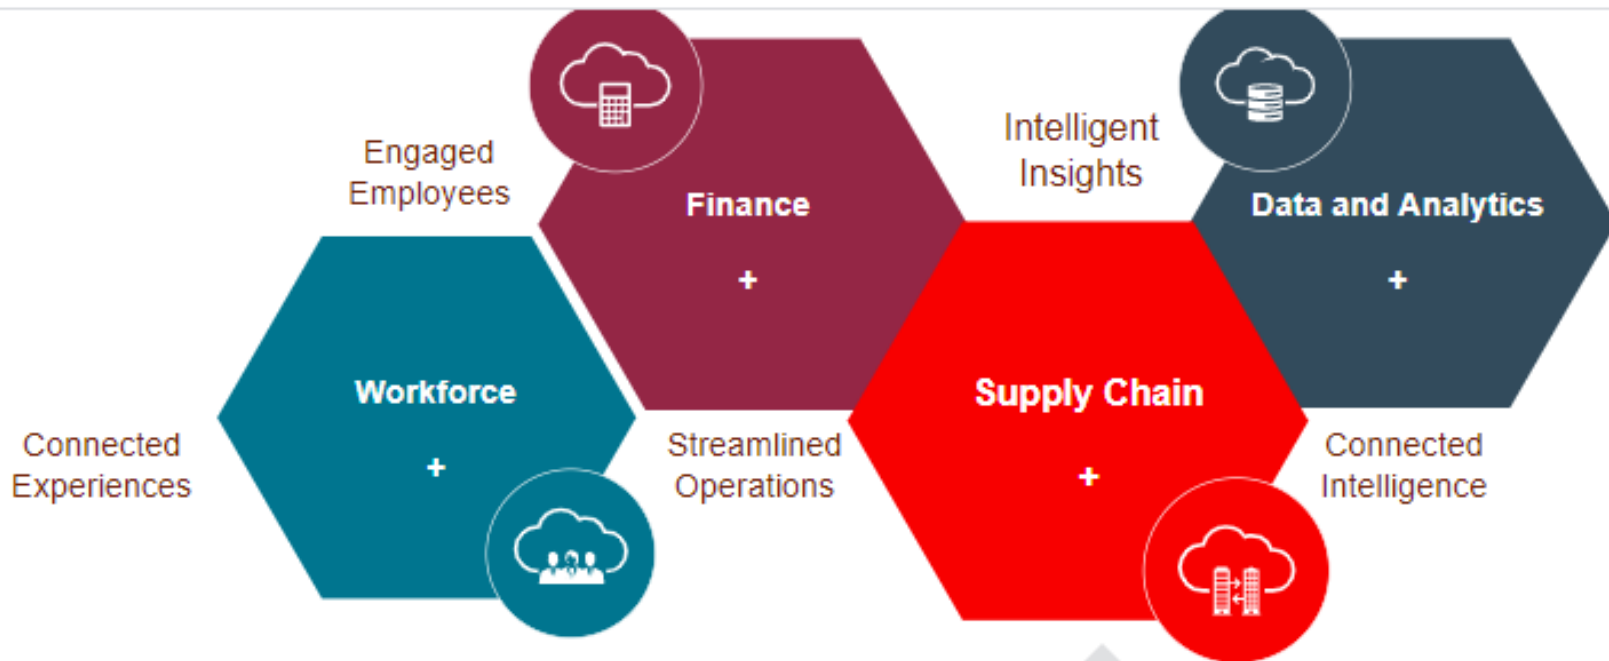 Engaged
Employees
Finance
+
Intelligent
Insights
Data and Analytics
+
Connected
Experiences
Workforce
+
Streamlined
Operations
Supply Chain
+
Connected
Intelligence